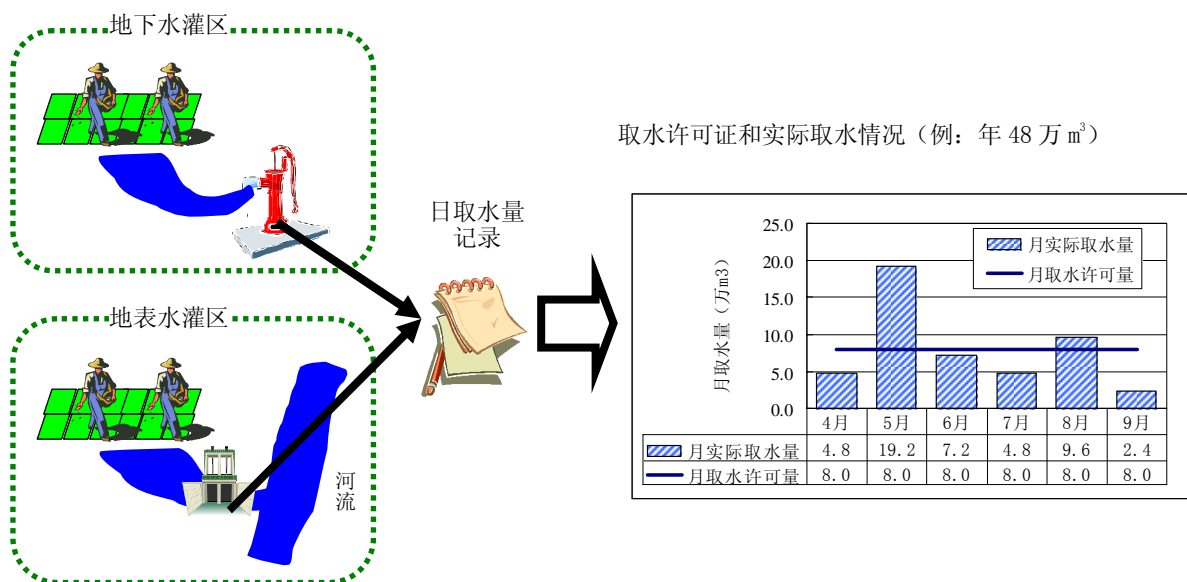 地下水灌区
地表水灌区
河流
日取水量
记录
取水许可证和实际取水情况（例：年 48 万 m³）
月取水量（万m3）
25.0
20.0
15.0
10.0
5.0
0.0
月实际取水量
月取水许可量
4月 5月 6月 7月 8月 9月
月实际取水量 4.8 19.2 7.2 4.8 9.6 2.4
月取水许可量 8.0 8.0 8.0 8.0 8.0 8.0